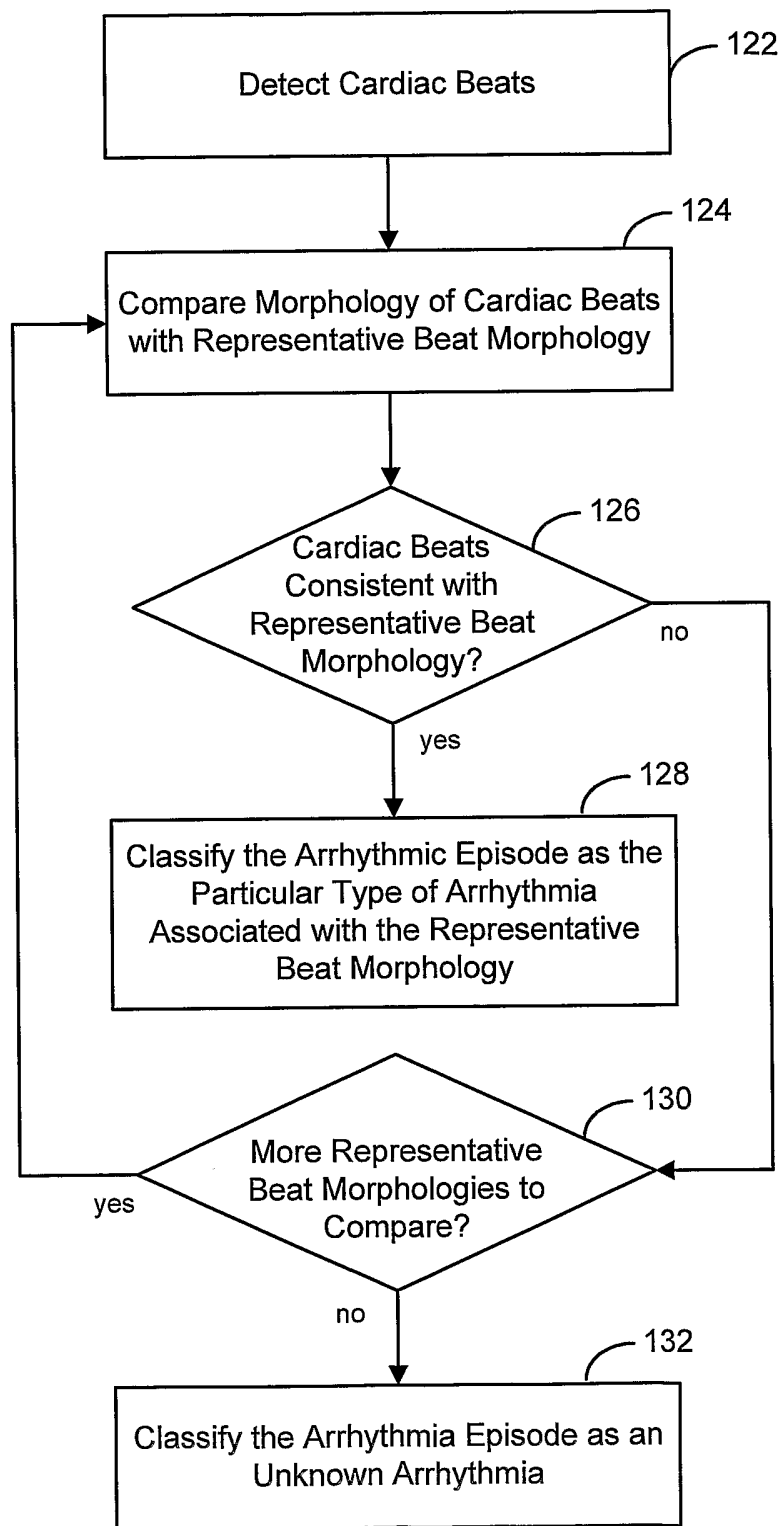 122
Detect Cardiac Beats
124
Compare Morphology of Cardiac Beats
with Representative Beat Morphology
126
Cardiac Beats
Consistent with
Representative Beat
Morphology?
no
yes
128
Classify the Arrhythmic Episode as the
Particular Type of Arrhythmia
Associated with the Representative
Beat Morphology
130
More Representative
Beat Morphologies to
Compare?
yes
no
132
Classify the Arrhythmia Episode as an
Unknown Arrhythmia